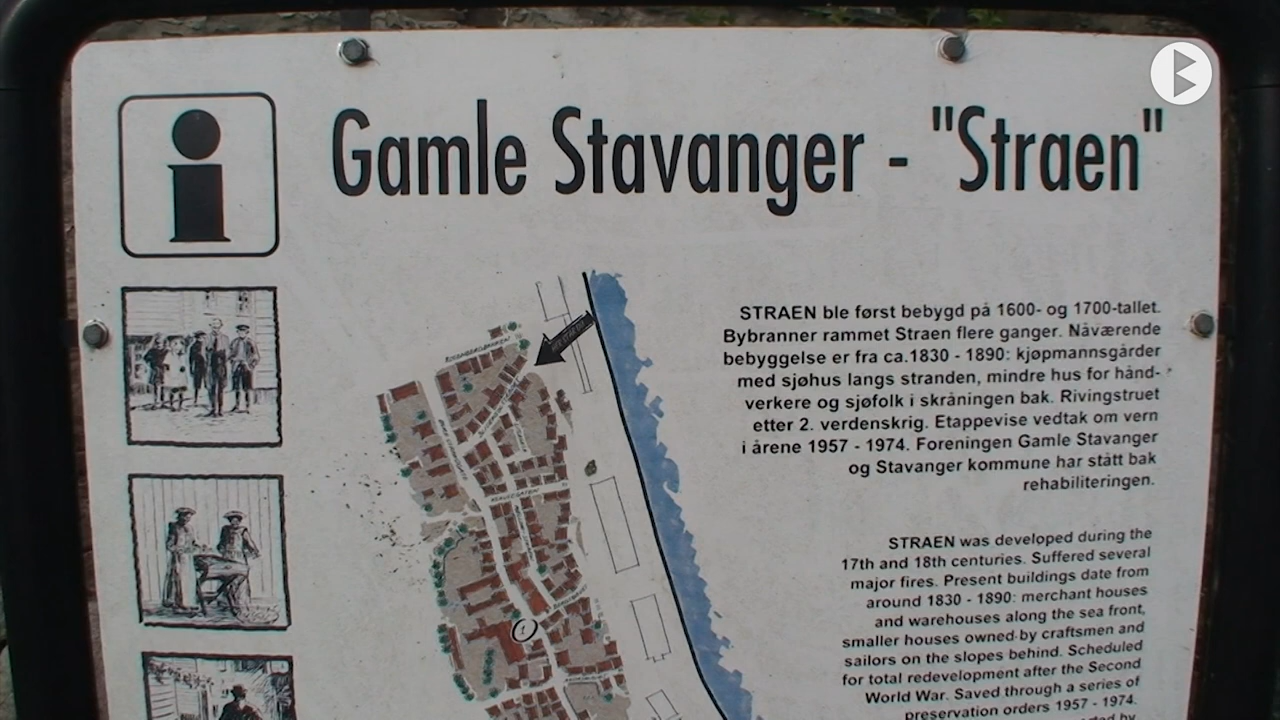 Gamle Stavanger - "Straen"
STRAEN ble først bebygd på 1600- og 1700-tallet.
Bybranner rammet Straen flere ganger. Nåværende
bebyggelse er fra ca.1830 - 1890: kjøpmannsgårder
med sjøhus langs stranden, mindre hus for hånd-
verkere og sjøfolk i skråningen bak. Rivingstruet
etter 2. verdenskrig. Etappevise vedtak om vern
i årene 1957 - 1974. Foreningen Gamle Stavanger
og Stavanger kommune har stått bak
rehabiliteringen.
STRAEN was developed during the
17th and 18th centuries. Suffered several
major fires. Present buildings date from
around 1830 - 1890: merchant houses
and warehouses along the sea front,
smaller houses owned by craftsmen and
sailors on the slopes behind. Scheduled
for total redevelopment after the Second
World War. Saved through a series of
preservation orders 1957 - 1974.